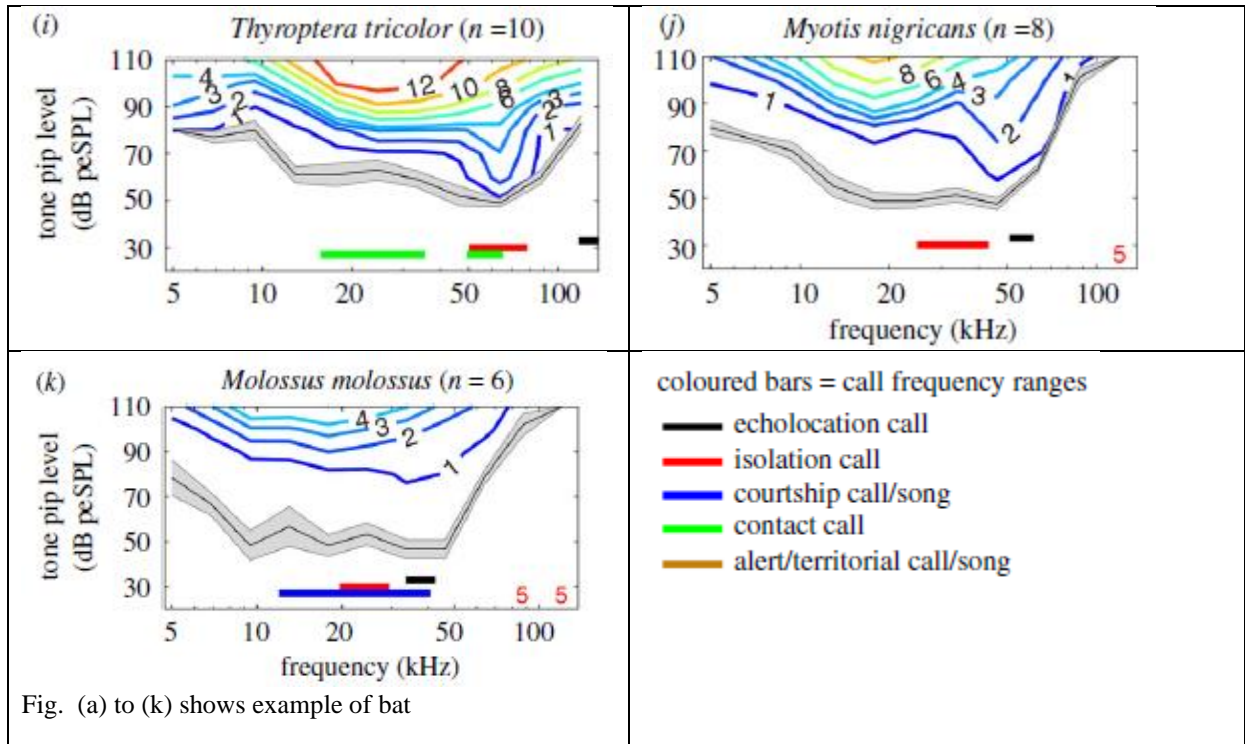 (i) Thyroptera tricolor (n =10)
tone pip level
(dB peSPL)
110
90
70
50
30
4
3
2
1
12
10
8
6
3
2
1
5 10 20 50 100
(j) Myotis nigricans (n =8)
110
90
70
50
30
1
8
6
4
3
2
1
5
5 10 20 50 100
frequency (kHz)
(k) Molossus molossus (n = 6)
tone pip level
(dB peSPL)
110
90
70
50
30
4
3
2
1
5 5
5 10 20 50 100
frequency (kHz)
Fig. (a) to (k) shows example of bat
coloured bars = call frequency ranges
echolocation call
isolation call
courtship call/song
contact call
alert/territorial call/song